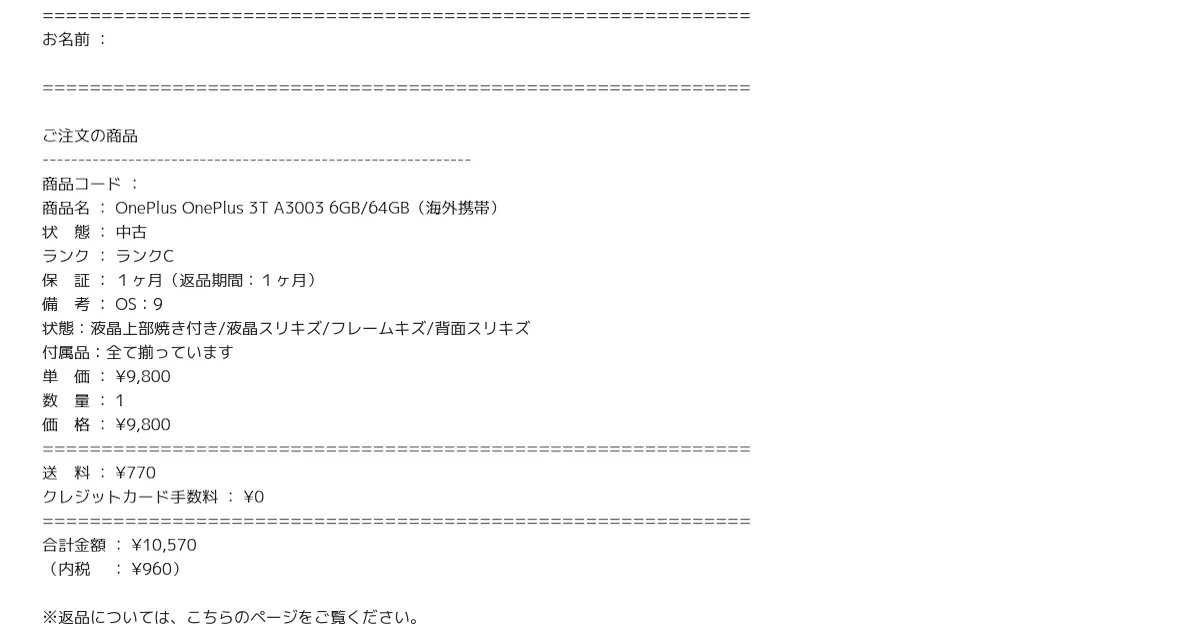 ============================================================
お名前 ：
============================================================
ご注文の商品
------------------------------------------------------------
商品コード ：
商品名 ： OnePlus OnePlus 3T A3003 6GB/64GB（海外携帯）
状　態 ： 中古
ランク ： ランクC
保　証 ： １ヶ月（返品期間：１ヶ月）
備　考 ： OS：9
状態：液晶上部焼き付き/液晶スリキズ/フレームキズ/背面スリキズ
付属品：全て揃っています
単　価 ： ¥9,800
数　量 ： 1
価　格 ： ¥9,800
============================================================
送　料 ： ¥770
クレジットカード手数料 ： ¥0
============================================================
合計金額 ： ¥10,570
（内税　 ： ¥960）
※返品については、こちらのページをご覧ください。